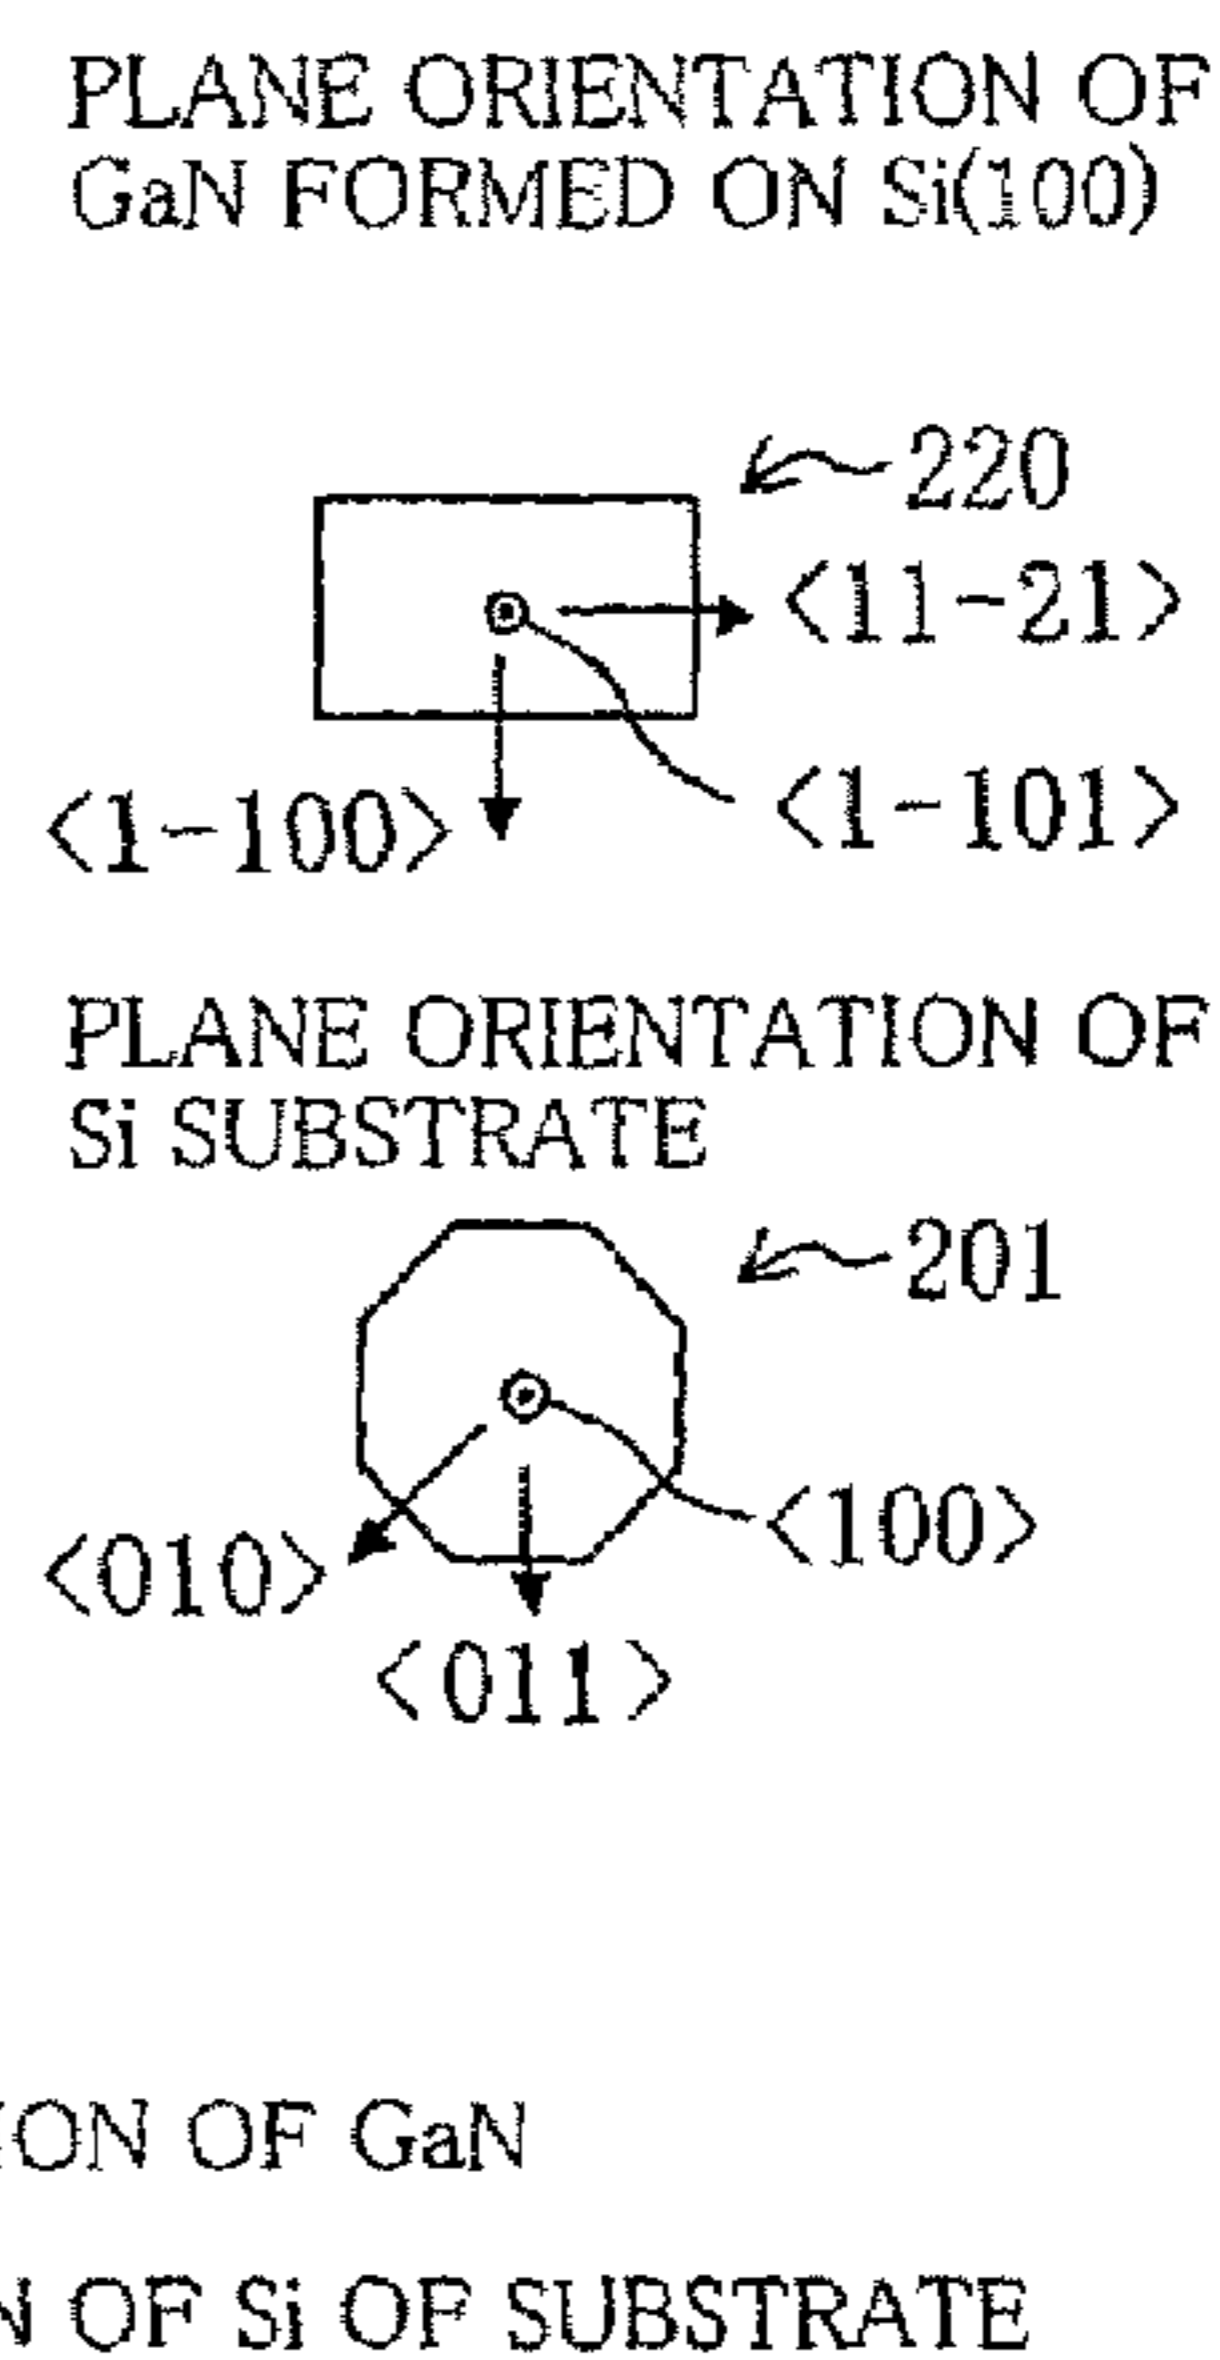 PLANE ORIENTATION OF
GaN FORMED ON Si(100)
220
<11-21>
<1-101>
<1-100>
PLANE ORIENTATION OF
Si SUBSTRATE
201
<100>
<010>
<011>
ION OF GaN
N OF Si OF SUBSTRATE